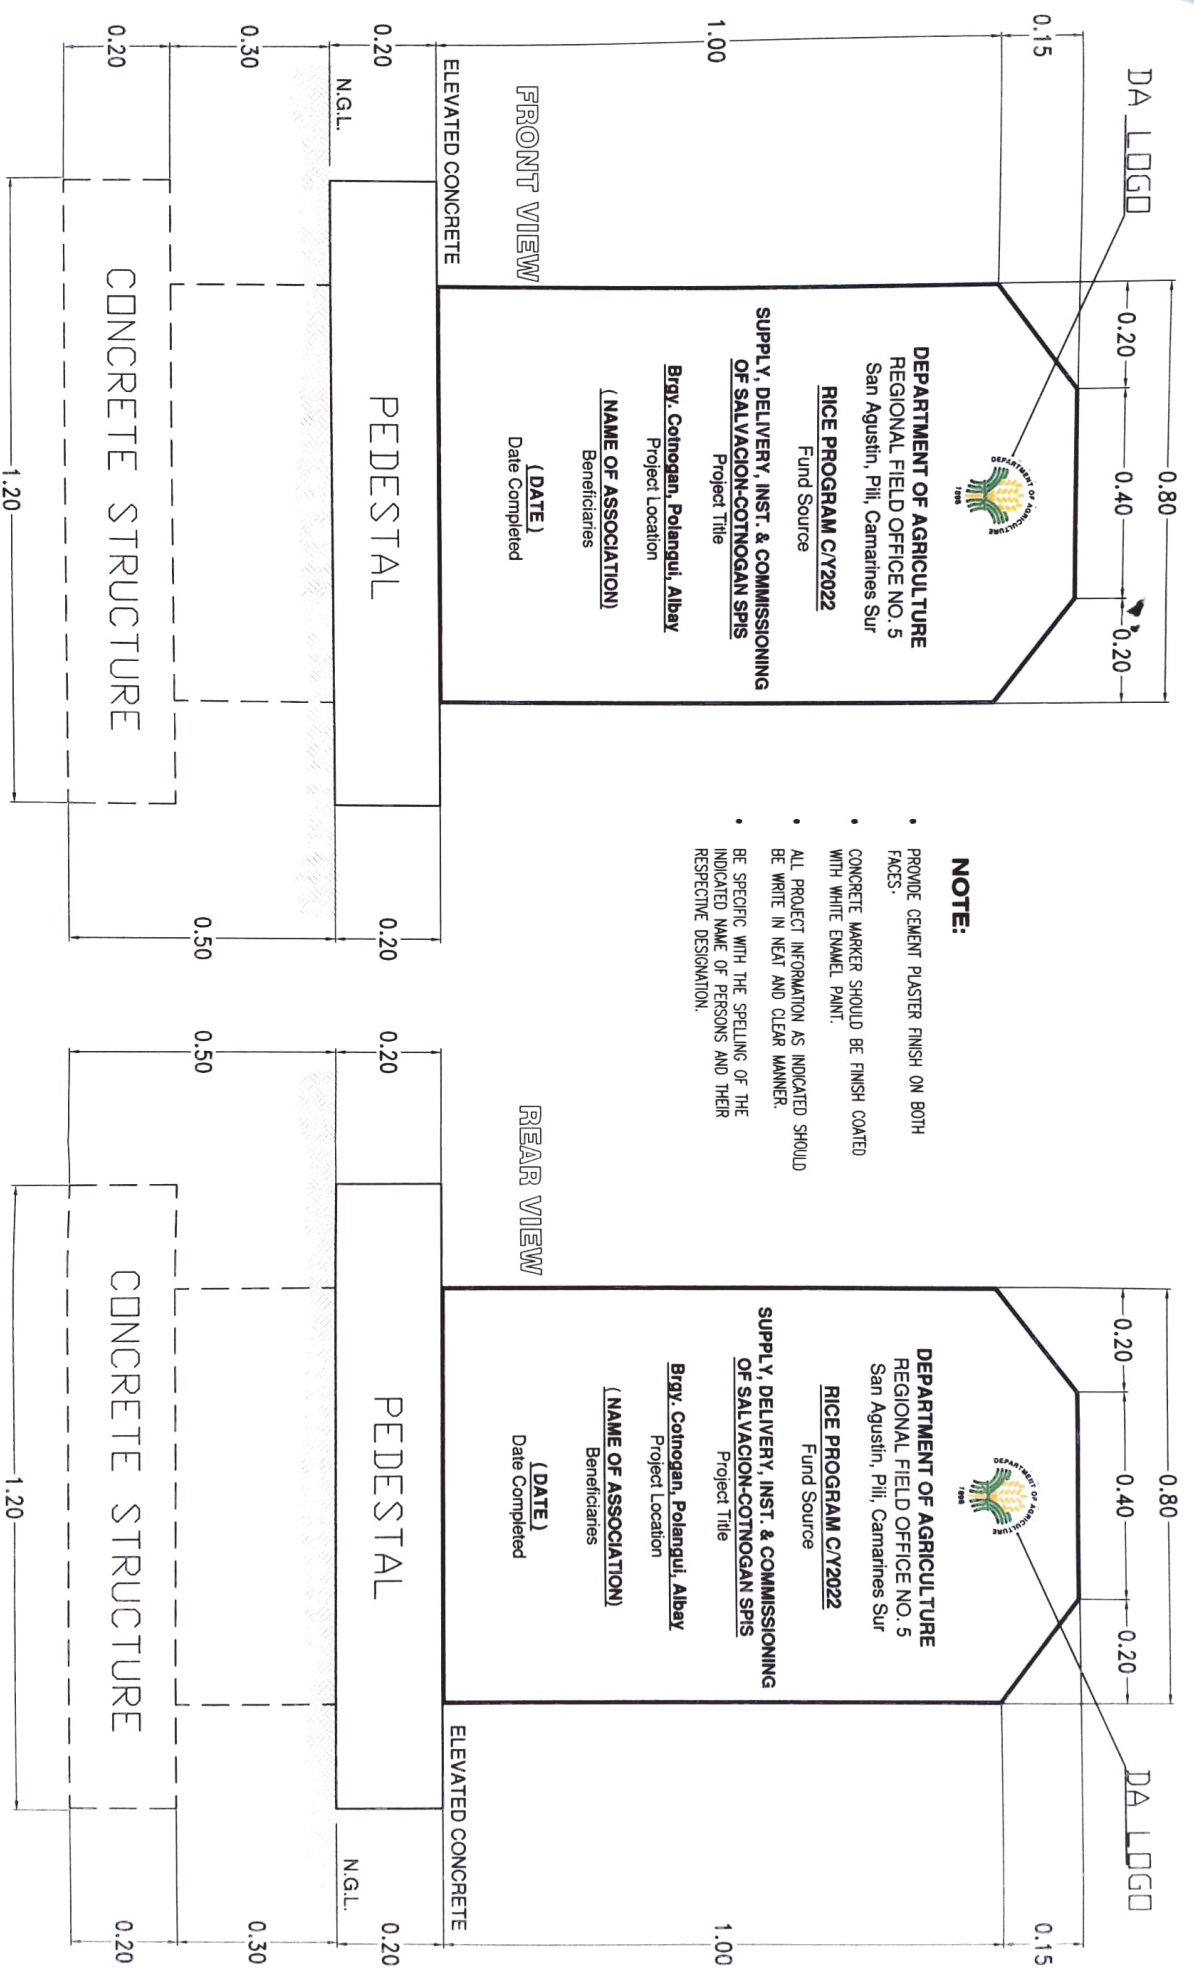 DA LOGO
0.80
0.20
0.40
0.20
0.15
1.00
0.20
0.30
0.20
DEPARTMENT OF AGRICULTURE
1898
DEPARTMENT OF AGRICULTURE
REGIONAL FIELD OFFICE NO. 5
San Agustin, Pili, Camarines Sur
RICE PROGRAM C/Y2022
Fund Source
SUPPLY, DELIVERY, INST. & COMMISSIONING
OF SALVACION-COTNOGAN SPIS
Project Title
Brgy. Cotnogan, Polangui, Albay
Project Location
( NAME OF ASSOCIATION)
Beneficiaries
( DATE )
Date Completed
FRONT VIEW
ELEVATED CONCRETE
N.G.L.
PEDESTAL
CONCRETE STRUCTURE
1.20
0.20
0.50
NOTE:
• PROVIDE CEMENT PLASTER FINISH ON BOTH
FACES.
• CONCRETE MARKER SHOULD BE FINISH COATED
WITH WHITE ENAMEL PAINT.
• ALL PROJECT INFORMATION AS INDICATED SHOULD
BE WRITE IN NEAT AND CLEAR MANNER.
• BE SPECIFIC WITH THE SPELLING OF THE
INDICATED NAME OF PERSONS AND THEIR
RESPECTIVE DESIGNATION.
DA LOGO
0.80
0.20
0.40
0.20
0.15
1.00
0.20
0.30
0.20
DEPARTMENT OF AGRICULTURE
1898
DEPARTMENT OF AGRICULTURE
REGIONAL FIELD OFFICE NO. 5
San Agustin, Pili, Camarines Sur
RICE PROGRAM C/Y2022
Fund Source
SUPPLY, DELIVERY, INST. & COMMISSIONING
OF SALVACION-COTNOGAN SPIS
Project Title
Brgy. Cotnogan, Polangui, Albay
Project Location
( NAME OF ASSOCIATION)
Beneficiaries
( DATE )
Date Completed
REAR VIEW
ELEVATED CONCRETE
N.G.L.
0.20
0.50
PEDESTAL
CONCRETE STRUCTURE
1.20